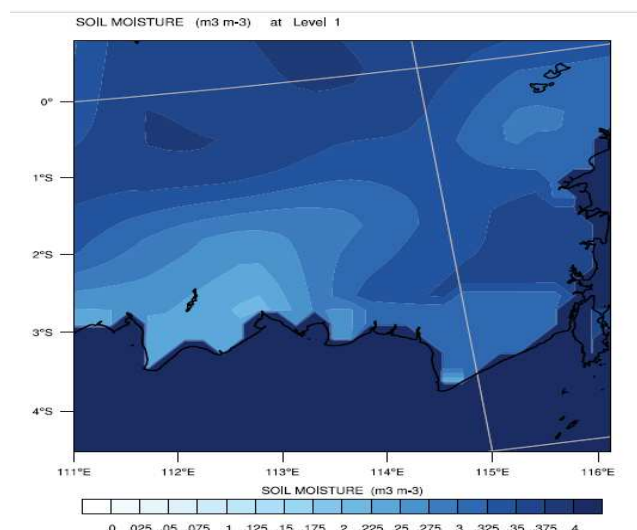 SOIL MOISTURE (m3 m-3) at Level 1
0°
1°S
2°S
3°S
4°S
111°E 112°E 113°E 114°E 115°E 116°E
SOIL MOISTURE (m3 m-3)
0 .025 .05 .075 .1 .125 .15 .175 .2 .225 .25 .275 .3 .325 .35 .375 .4